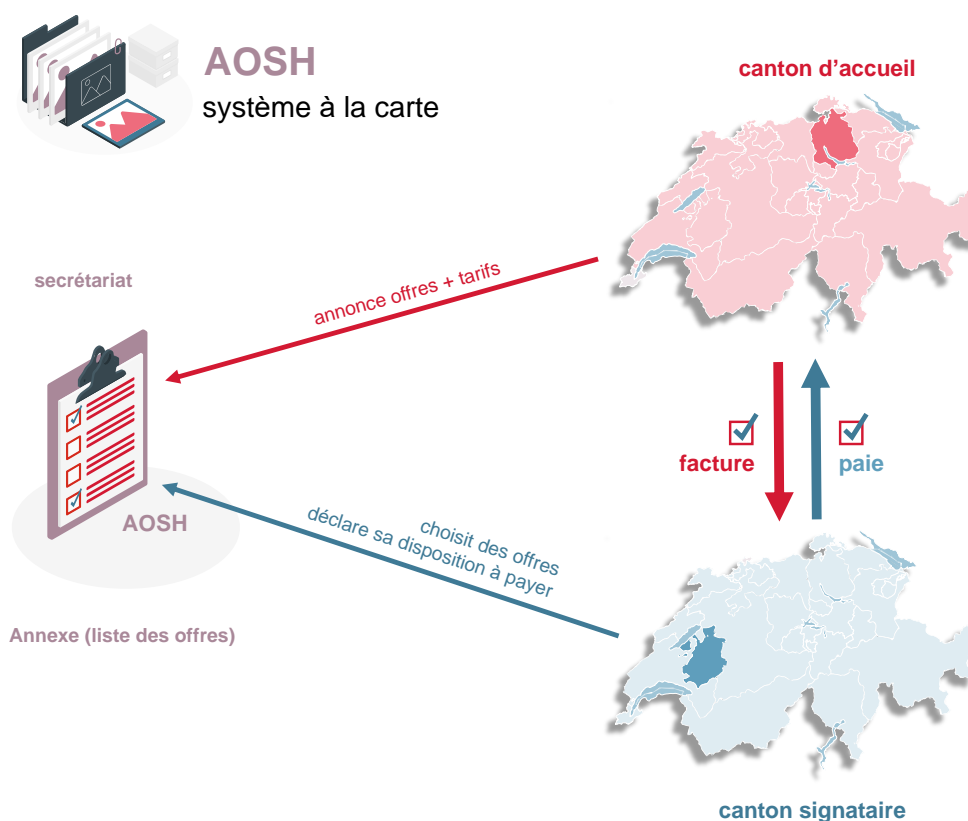 AOSH
système à la carte
canton d’accueil
secrétariat
annonce offres + tarifs
facture
paie
AOSH
choisit des offres
déclare sa disposition à payer
Annexe (liste des offres)
canton signataire